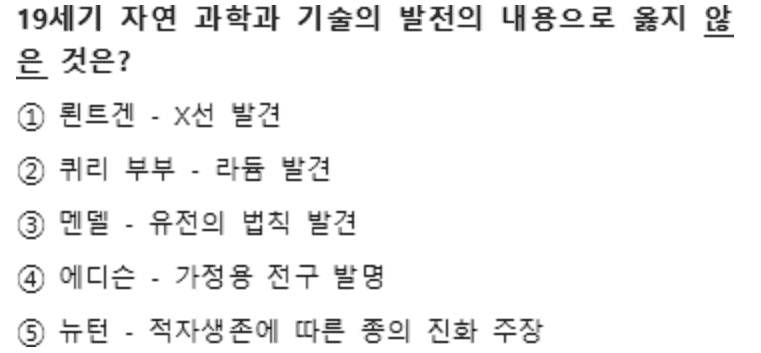 19세기 자연 과학과 기술의 발전의 내용으로 옳지 않
은 것은?
① 뢴트겐 - X선 발견
② 퀴리 부부 - 라듐 발견
③ 멘델 - 유전의 법칙 발견
④ 에디슨 - 가정용 전구 발명
⑤ 뉴턴 - 적자생존에 따른 종의 진화 주장